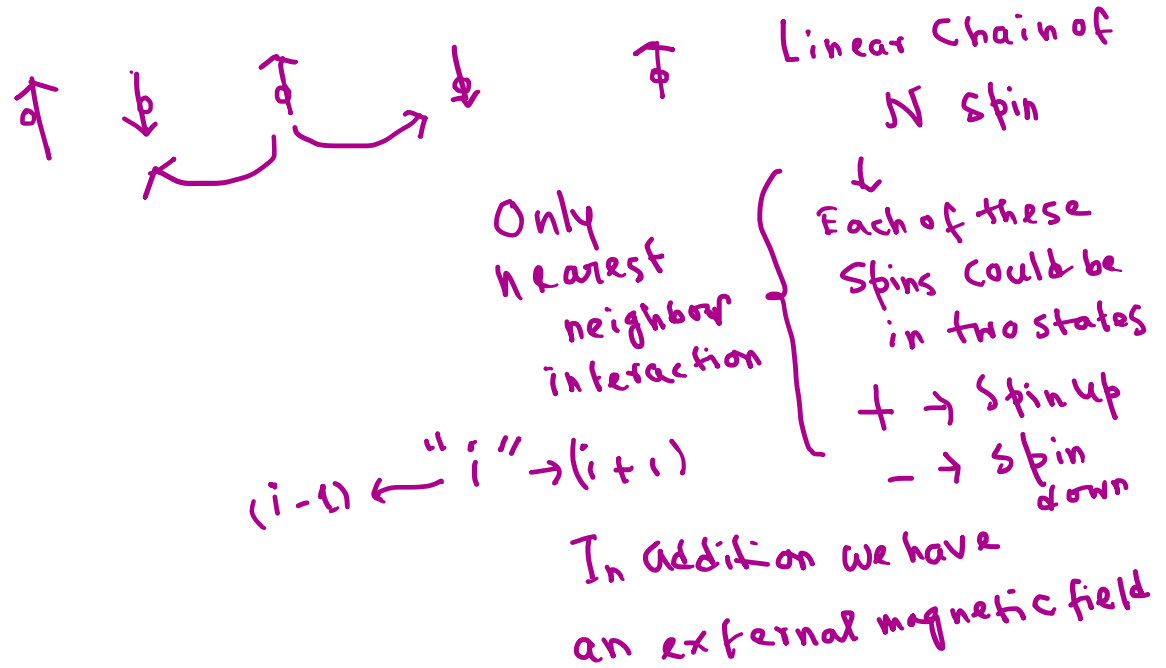 Linear Chain of
N spin
Each of these
Spins could be
in two states
+ → Spin up
- → spin
down
Only
nearest
neighbour
interaction
(i-1) ← "i" → (i+1)
In addition we have
an external magnetic field